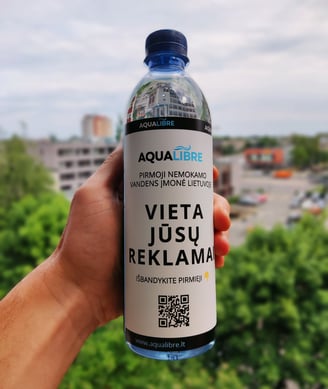 AQUALIBRE
AQUALIBRE
PIRMOJI NEMOKAMO
VANDENS ĮMONĖ LIETUVOJE
VIETA
JŪSŲ
REKLAMAI
IŠBANDYKITE PIRMIEJI
www.aqualibre.lt